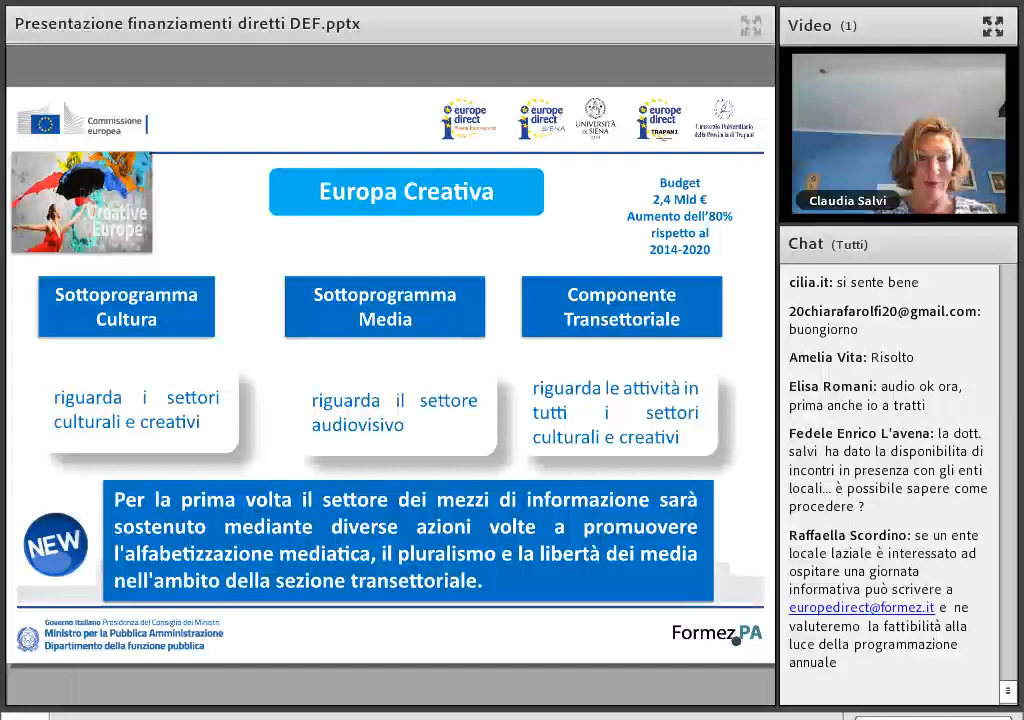 Presentazione finanziamenti diretti DEF.pptx
Commissione
europea
europe
direct
europe
direct
SIENA
UNIVERSITÀ
DI SIENA
1240
europe
direct
TRAPANI
Creative
Europe
Europa Creativa
Budget
2,4 Mld €
Aumento dell'80%
rispetto al
2014-2020
Sottoprogramma
Cultura
Sottoprogramma
Media
Componente
Transettoriale
riguarda i settori
culturali e creativi
riguarda il settore
audiovisivo
riguarda le attività in
tutti i settori
culturali e creativi
NEW
Per la prima volta il settore dei mezzi di informazione sarà
sostenuto mediante diverse azioni volte a promuovere
l'alfabetizzazione mediatica, il pluralismo e la libertà dei media
nell'ambito della sezione transettoriale.
Governo Italiano Presidenza del Consiglio dei Ministri
Ministro per la Pubblica Amministrazione
Dipartimento della funzione pubblica
Formez PA
Video (1)
Claudia Salvi
Chat (Tutti)
cilia.it: si sente bene
20chiarafarolfi20@gmail.com:
buongiorno
Amelia Vita: Risolto
Elisa Romani: audio ok ora,
prima anche io a tratti
Fedele Enrico L'avena: la dott.
salvi ha dato la disponibilita di
incontri in presenza con gli enti
locali... è possibile sapere come
procedere ?
Raffaella Scordino: se un ente
locale laziale è interessato ad
ospitare una giornata
informativa può scrivere a
europedirect@formez.it e ne
valuteremo la fattibilità alla
luce della programmazione
annuale